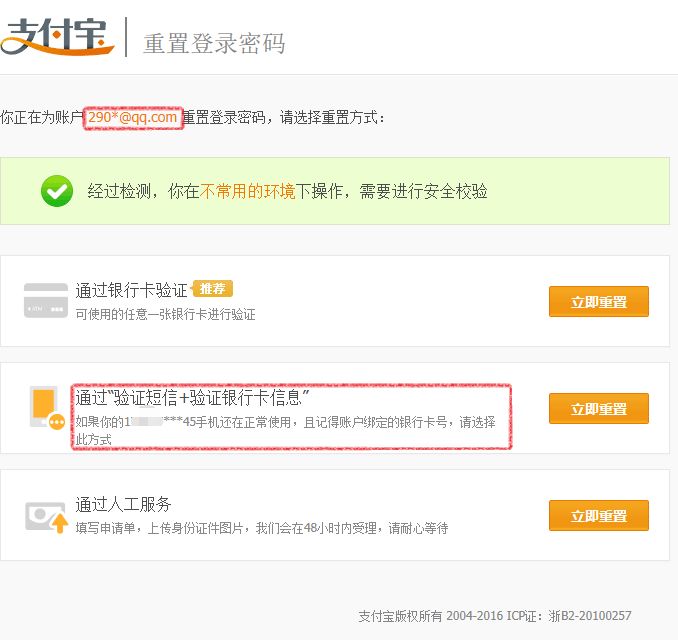 支付宝
重置登录密码
你正在为账户290*@qq.com重置登录密码，请选择重置方式：
经过检测，你在不常用的环境下操作，需要进行安全校验
通过银行卡验证 推荐
可使用的任意一张银行卡进行验证
立即重置
通过“验证短信+验证银行卡信息”
如果你的1***45手机还在正常使用，且记得账户绑定的银行卡号，请选择
此方式
立即重置
通过人工服务
填写申请单，上传身份证件图片，我们会在48小时内受理，请耐心等待
立即重置
支付宝版权所有 2004-2016 ICP证：浙B2-20100257